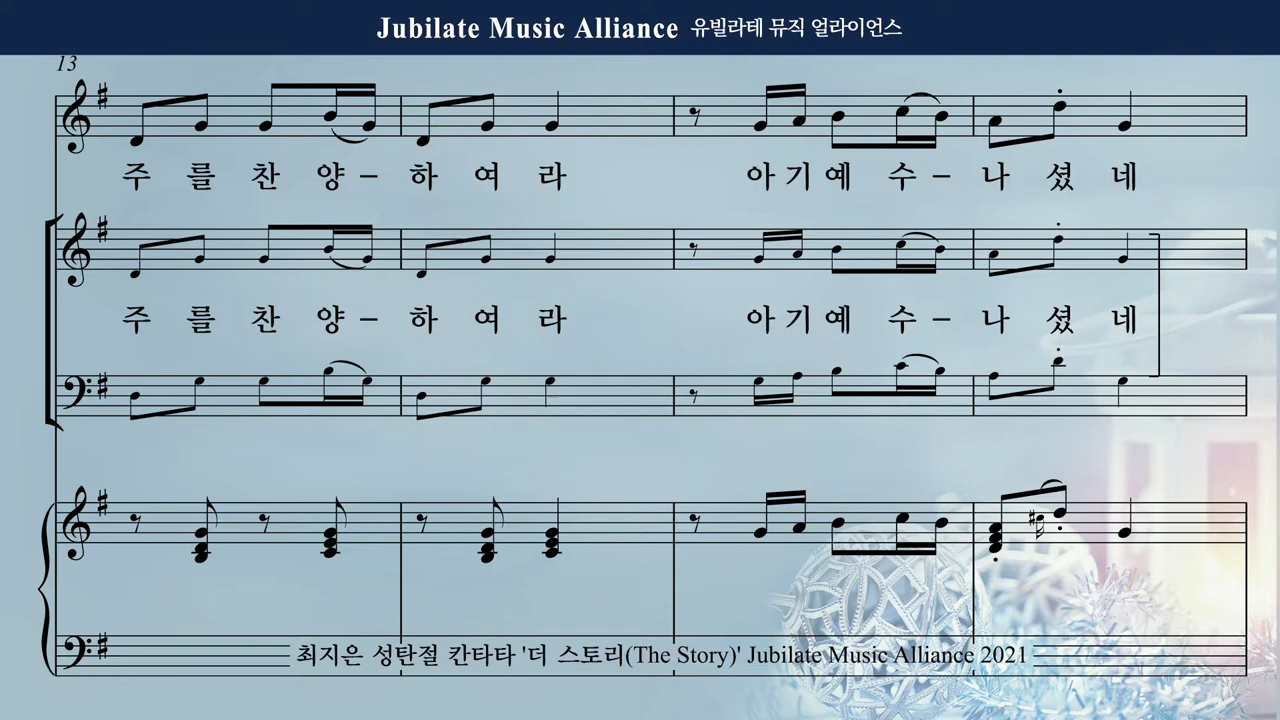 Jubilate Music Alliance 유빌라테 뮤직 얼라이언스
13
주 를 찬 양 – 하 여 라 아 기 예 수 – 나 셨 네
주 를 찬 양 – 하 여 라 아 기 예 수 – 나 셨 네
최지은 성탄절 칸타타 '더 스토리(The Story)' Jubilate Music Alliance 2021